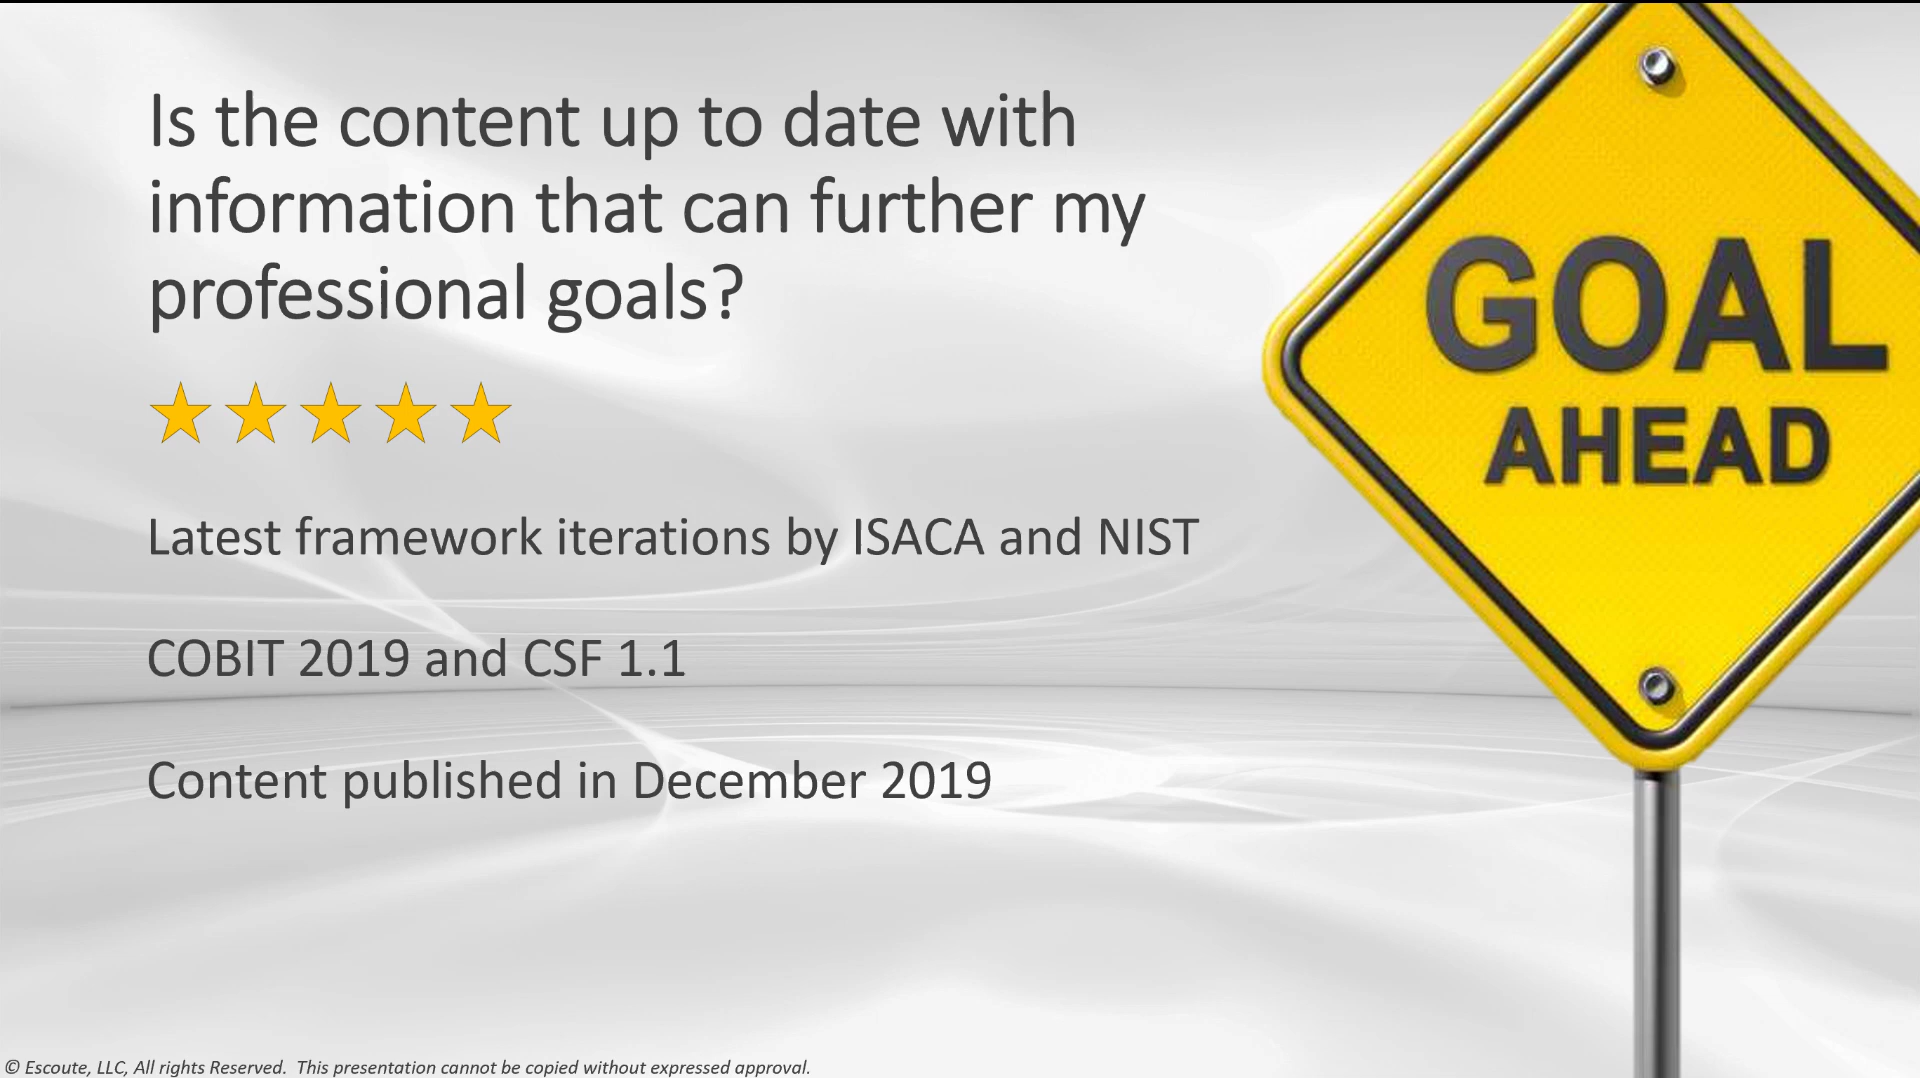 Is the content up to date with
information that can further my
professional goals?
Latest framework iterations by ISACA and NIST
COBIT 2019 and CSF 1.1
Content published in December 2019
GOAL
AHEAD
© Escoute, LLC, All rights Reserved.  This presentation cannot be copied without expressed approval.